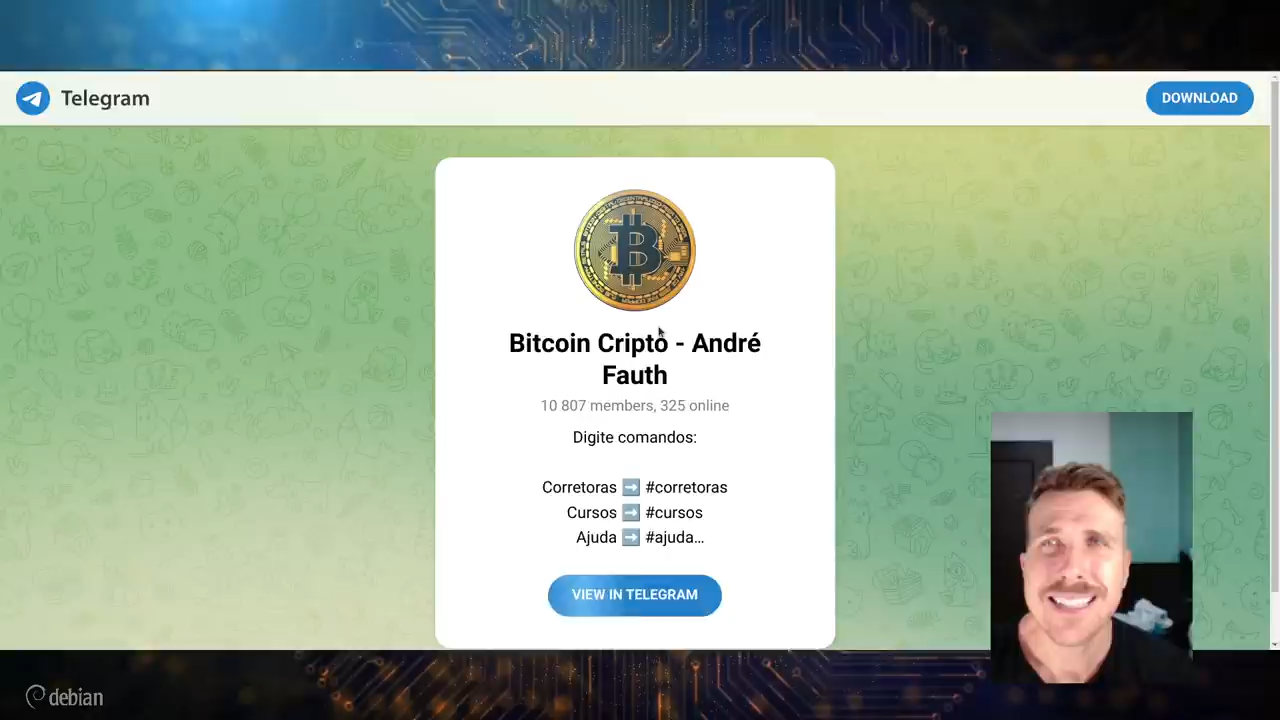 Telegram
DOWNLOAD
Bitcoin Cripto - André
Fauth
10 807 members, 325 online
Digite comandos:
Corretoras ➡️ #corretoras
Cursos ➡️ #cursos
Ajuda ➡️ #ajuda…
VIEW IN TELEGRAM
debian